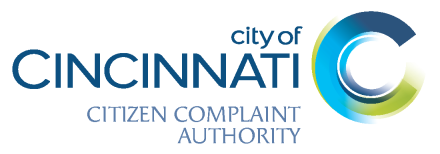 city of
CINCINNATI
CITIZEN COMPLAINT
AUTHORITY